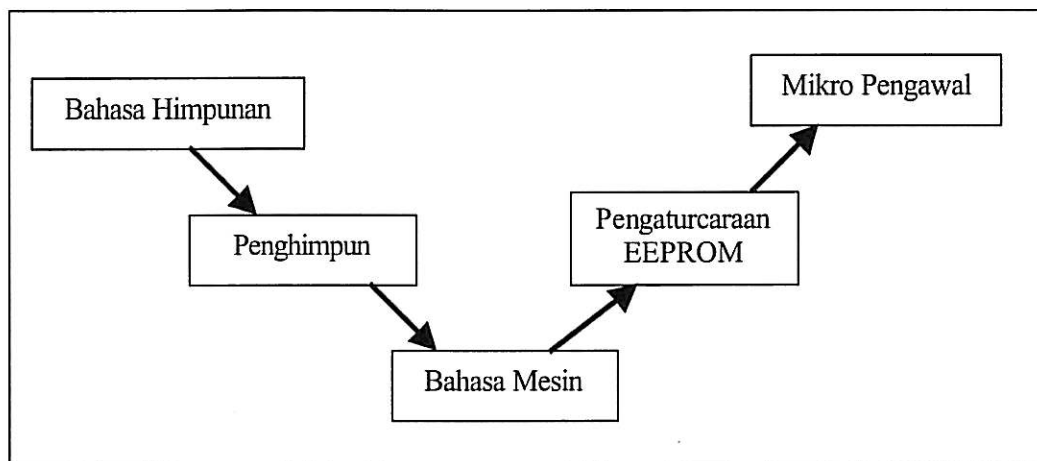 Bahasa Himpunan
Penghimpun
Bahasa Mesin
Pengaturcaraan
EEPROM
Mikro Pengawal